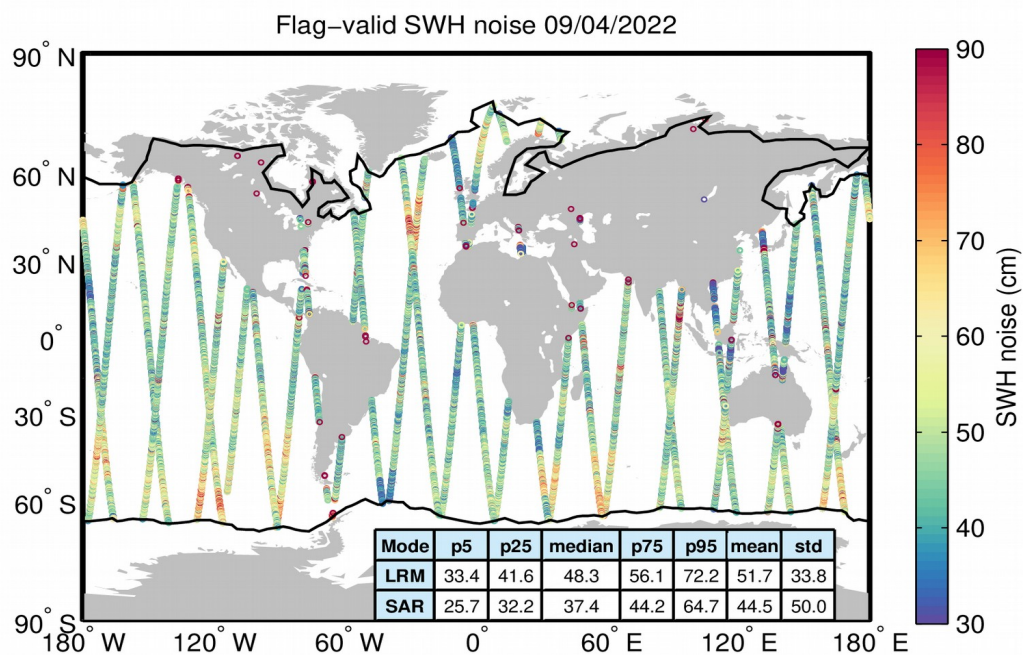 Flag−valid SWH noise 09/04/2022
90° N
60° N
30° N
0°
30° S
60° S
90° S
180° W 120° W 60° W 0° 60° E 120° E 180° E
Mode p5 p25 median p75 p95 mean std
LRM 33.4 41.6 48.3 56.1 72.2 51.7 33.8
SAR 25.7 32.2 37.4 44.2 64.7 44.5 50.0
90
80
70
60
50
40
30
SWH noise (cm)